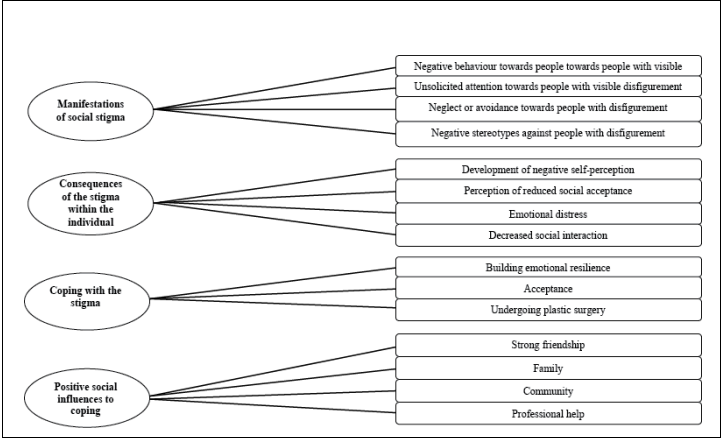 Manifestations
of social stigma
Negative behaviour towards people towards people with visible
Unsolicited attention towards people with visible disfigurement
Neglect or avoidance towards people with disfigurement
Negative stereotypes against people with disfigurement
Consequences
of the stigma
within the
individual
Development of negative self-perception
Perception of reduced social acceptance
Emotional distress
Decreased social interaction
Coping with the
stigma
Building emotional resilience
Acceptance
Undergoing plastic surgery
Positive social
influences to
coping
Strong friendship
Family
Community
Professional help